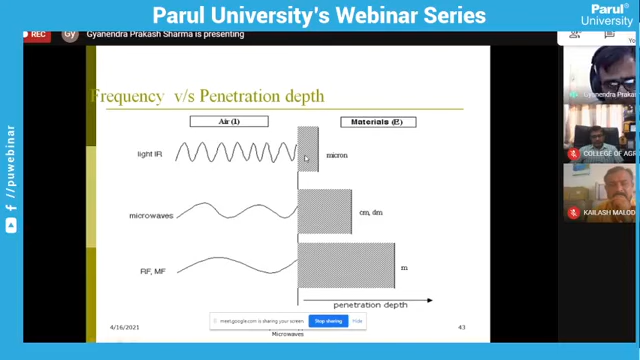 Parul University's Webinar Series
Parul®
University
REC
Gy
Gyanendra Prakash Sharma is presenting
Yo
Frequency v/s Penetration depth
Air (1)
Materials (E)
light IR
micron
microwaves
cm, dm
RF, MF
m
penetration depth
4/16/2021
meet.google.com is sharing your screen.
Stop sharing
Hide
Microwaves
43
Gyanendra Prakas
COLLEGE OF AGR
KAILASH MALOD
/puwebinar